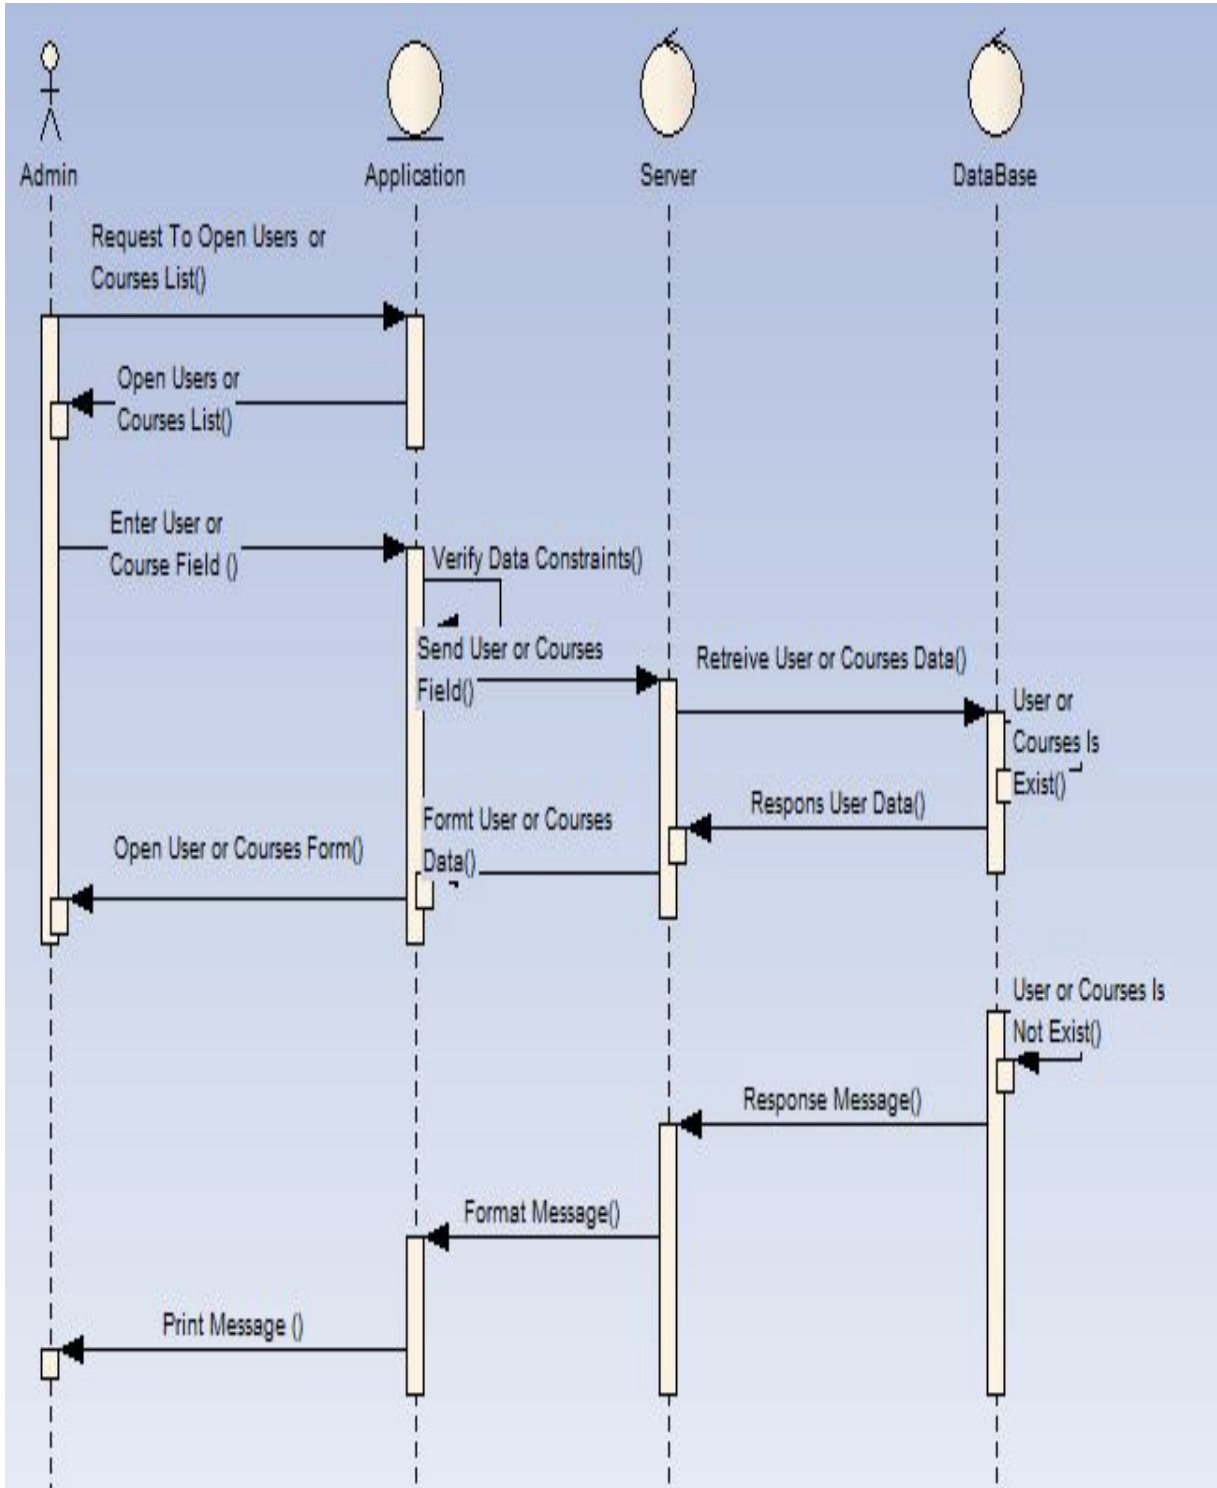 Admin
Application
Server
DataBase
Request To Open Users or
Courses List()
Open Users or
Courses List()
Enter User or
Course Field ()
Verify Data Constraints()
Send User or Courses
Field()
Retreive User or Courses Data()
User or
Courses Is
Exist()
Respons User Data()
Formt User or Courses
Data()
Open User or Courses Form()
User or Courses Is
Not Exist()
Response Message()
Format Message()
Print Message ()